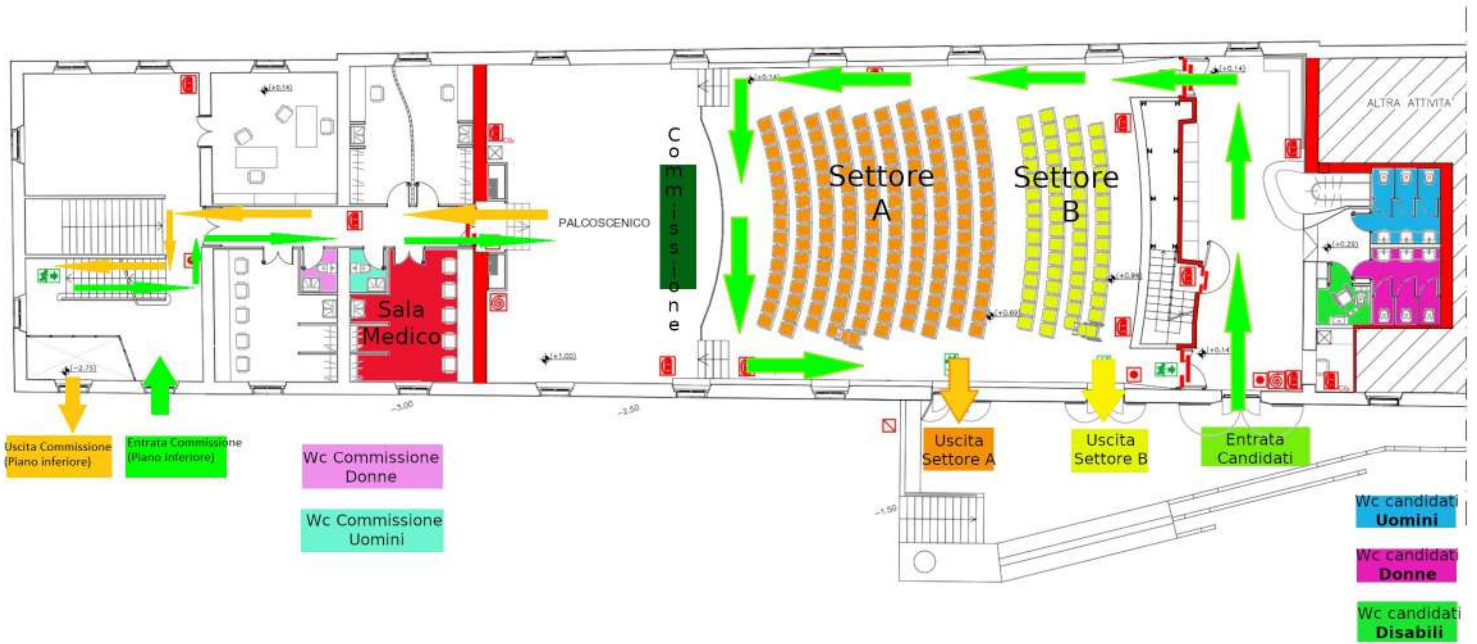 (+0.14)
(+0.14)
(+0.14)
ALTRA ATTIVITA'
Commissione
Settore
A
Settore
B
PALCOSCENICO
(+0.25)
(+0.94)
(+0.69)
Sala
Medico
(+1.00)
(+0.14
(-2.75)
-3.00
-2.50
Uscita Commissione
(Piano inferiore)
Entrata Commissione
(Piano Inferiore)
Wc Commissione
Donne
Wc Commissione
Uomini
Uscita
Settore A
Uscita
Settore B
Entrata
Candidati
-1.50
Wc candidati
Uomini
Wc candidati
Donne
Wc candidati
Disabili